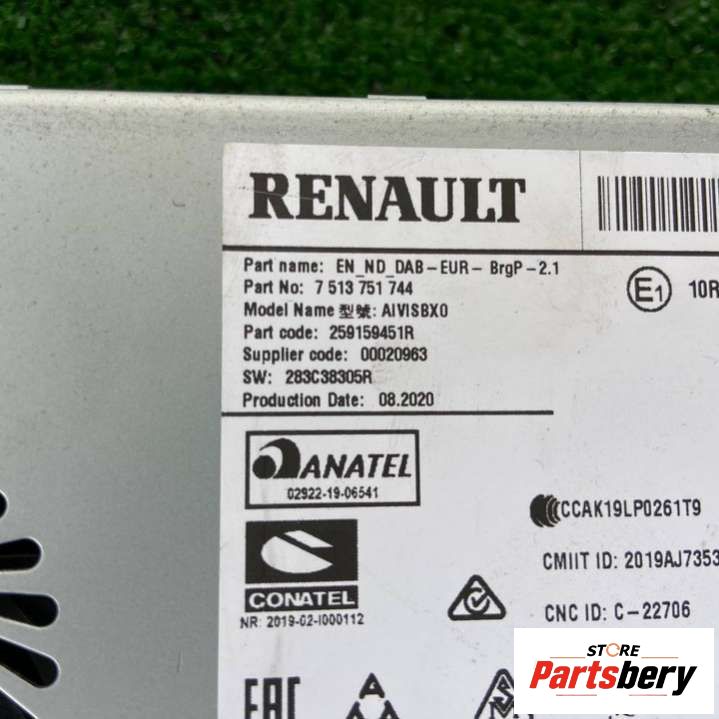 RENAULT
Part name: EN_ND_DAB-EUR- BrgP-2.1
Part No: 7 513 751 744
Model Name 型號: AIVISBX0
Part code: 259159451R
Supplier code: 00020963
SW: 283C38305R
Production Date: 08.2020
E1
10R
ANATEL
02922-19-06541
CCAK19LP0261T9
CONATEL
NR: 2019-02-I000112
CMIIT ID: 2019AJ7353
CNC ID: C-22706
EAC
STORE
Partsbery